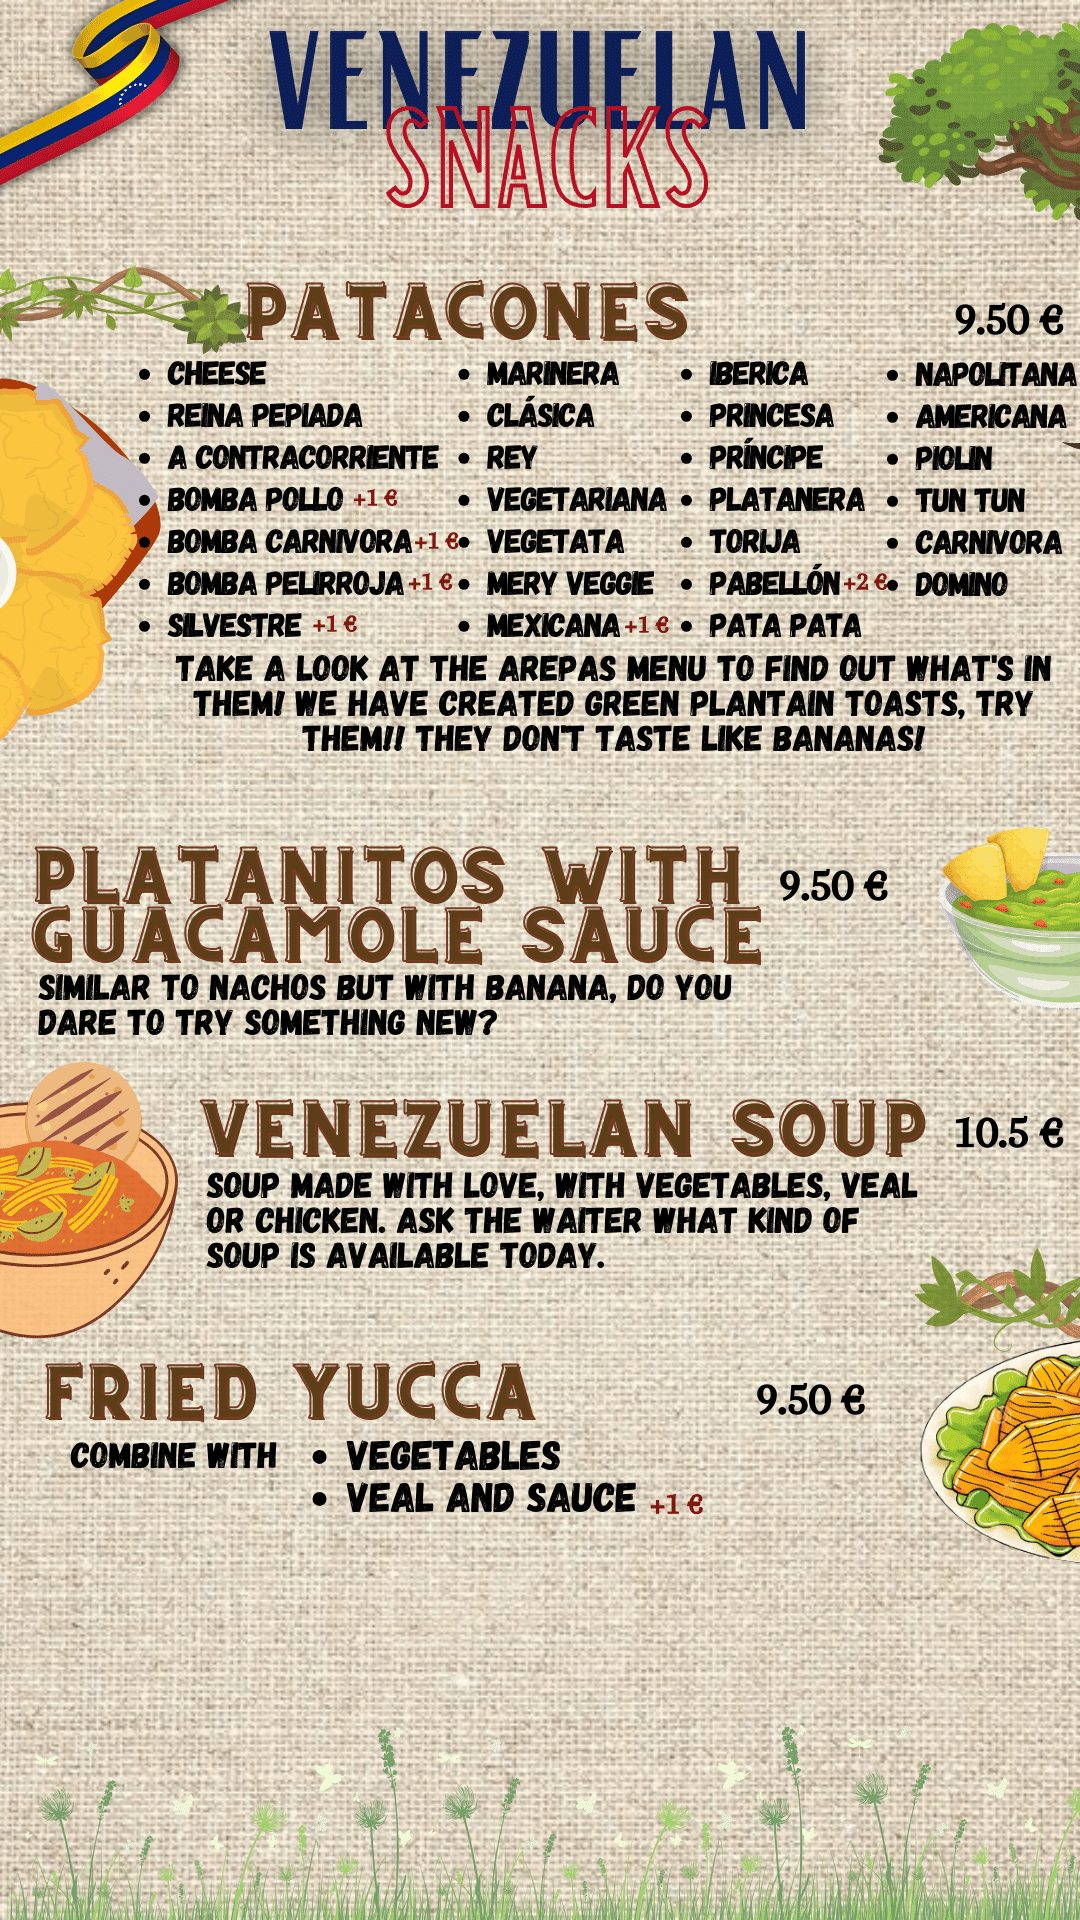 VENEZUELAN
SNACKS
PATACONES
9.50 €
• CHEESE
• REINA PEPIADA
• A CONTRACORRIENTE
• BOMBA POLLO +1 €
• BOMBA CARNIVORA +1 €
• BOMBA PELIRROJA +1 €
• SILVESTRE +1 €
• MARINERA
• CLÁSICA
• REY
• VEGETARIANA
• VEGETATA
• MERY VEGGIE
• MEXICANA +1 €
• IBERICA
• PRINCESA
• PRÍNCIPE
• PLATANERA
• TORIJA
• PABELLÓN +2 €
• PATA PATA
• NAPOLITANA
• AMERICANA
• PIOLIN
• TUN TUN
• CARNIVORA
• DOMINO
TAKE A LOOK AT THE AREPAS MENU TO FIND OUT WHAT'S IN
THEM! WE HAVE CREATED GREEN PLANTAIN TOASTS, TRY
THEM!! THEY DON'T TASTE LIKE BANANAS!
PLATANITOS WITH
GUACAMOLE SAUCE
9.50 €
SIMILAR TO NACHOS BUT WITH BANANA, DO YOU
DARE TO TRY SOMETHING NEW?
VENEZUELAN SOUP
10.5 €
SOUP MADE WITH LOVE, WITH VEGETABLES, VEAL
OR CHICKEN. ASK THE WAITER WHAT KIND OF
SOUP IS AVAILABLE TODAY.
FRIED YUCCA
9.50 €
COMBINE WITH
• VEGETABLES
• VEAL AND SAUCE +1 €